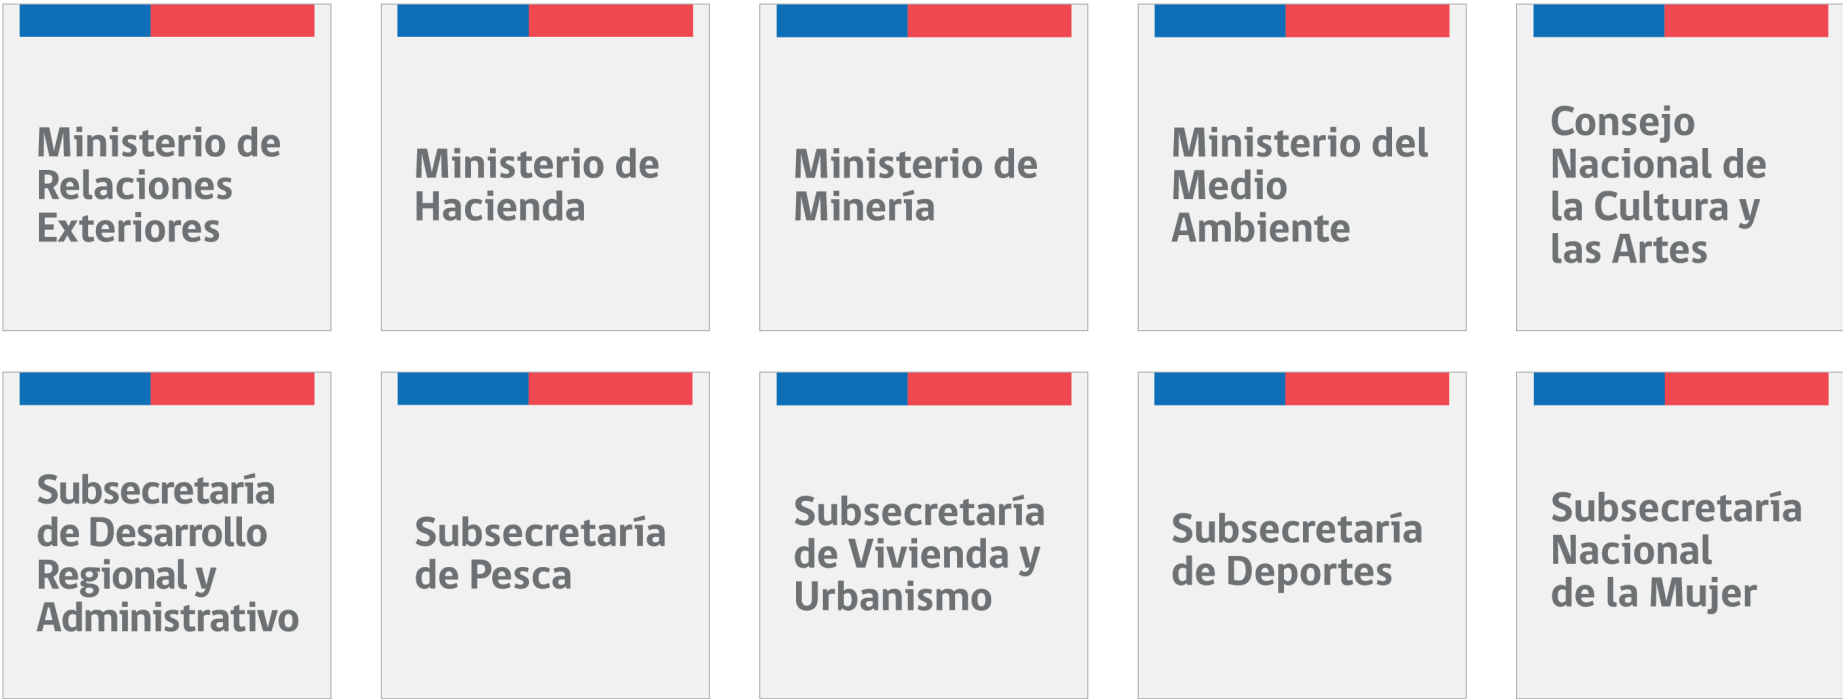 Ministerio de
Relaciones
Exteriores
Ministerio de
Hacienda
Ministerio de
Minería
Ministerio del
Medio
Ambiente
Consejo
Nacional de
la Cultura y
las Artes
Subsecretaría
de Desarrollo
Regional y
Administrativo
Subsecretaría
de Pesca
Subsecretaría
de Vivienda y
Urbanismo
Subsecretaría
de Deportes
Subsecretaría
Nacional
de la Mujer